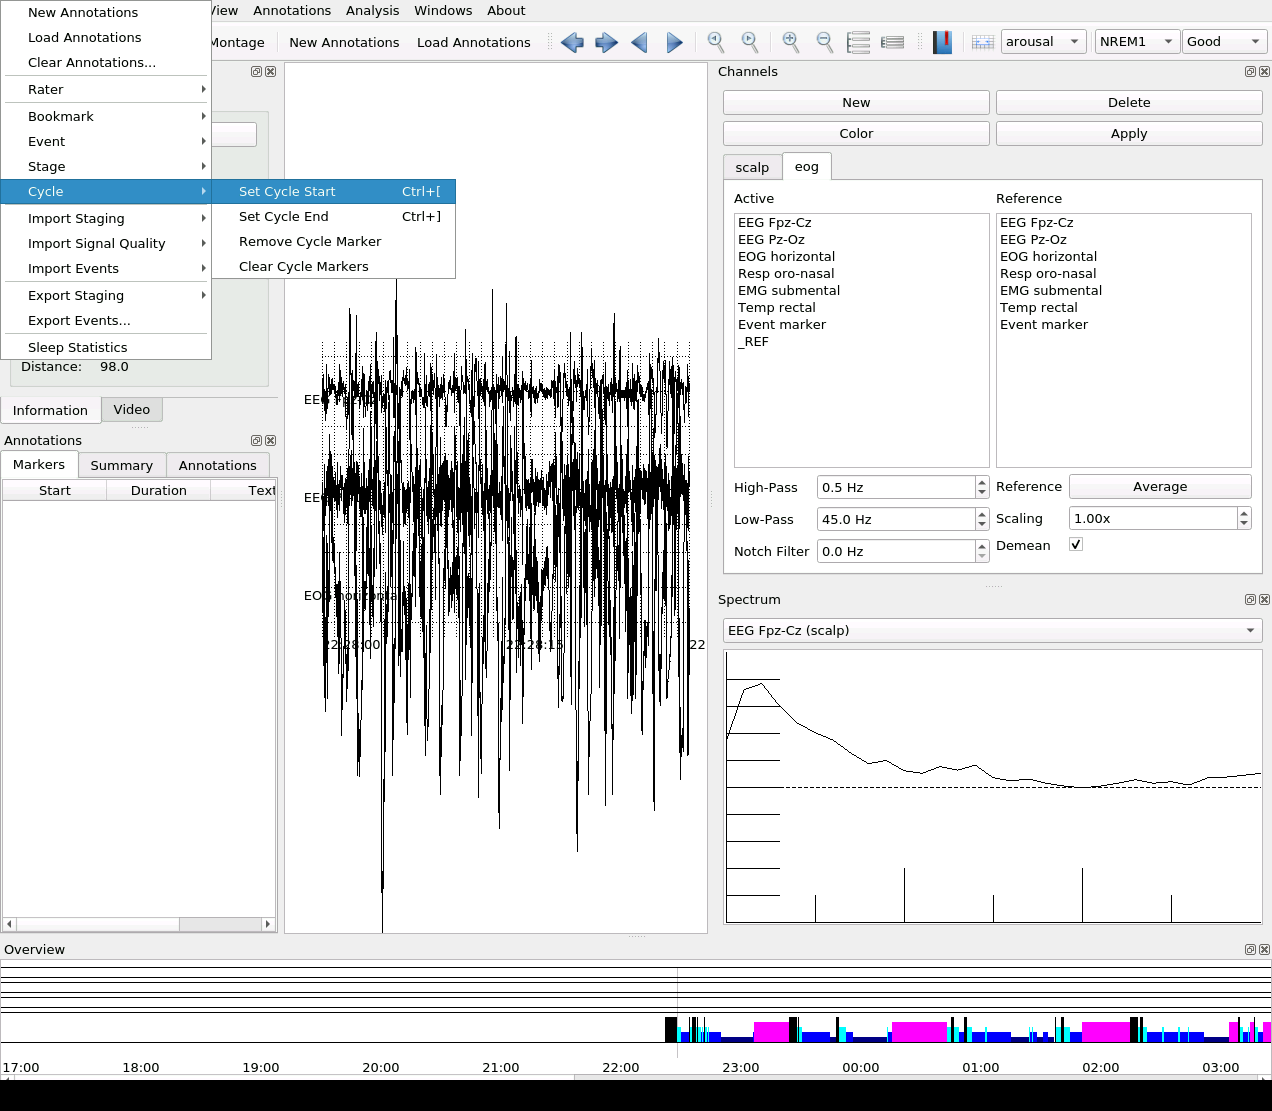 New Annotations
Load Annotations
Clear Annotations...
Rater
Bookmark
Event
Stage
Cycle
Import Staging
Import Signal Quality
Import Events
Export Staging
Export Events...
Sleep Statistics
Set Cycle Start Ctrl+[
Set Cycle End Ctrl+]
Remove Cycle Marker
Clear Cycle Markers
View Annotations Analysis Windows About
Montage New Annotations Load Annotations arousal NREM1 Good
Distance: 98.0
Information Video
Annotations
Markers Summary Annotations
Start Duration Text
EOG horizontal
22:28:00 22:28:15 22
Channels
New Delete
Color Apply
scalp eog
Active Reference
EEG Fpz-Cz EEG Fpz-Cz
EEG Pz-Oz EEG Pz-Oz
EOG horizontal EOG horizontal
Resp oro-nasal Resp oro-nasal
EMG submental EMG submental
Temp rectal Temp rectal
Event marker Event marker
_REF
High-Pass 0.5 Hz Reference Average
Low-Pass 45.0 Hz Scaling 1.00x
Notch Filter 0.0 Hz Demean
Spectrum
EEG Fpz-Cz (scalp)
Overview
17:00 18:00 19:00 20:00 21:00 22:00 23:00 00:00 01:00 02:00 03:00